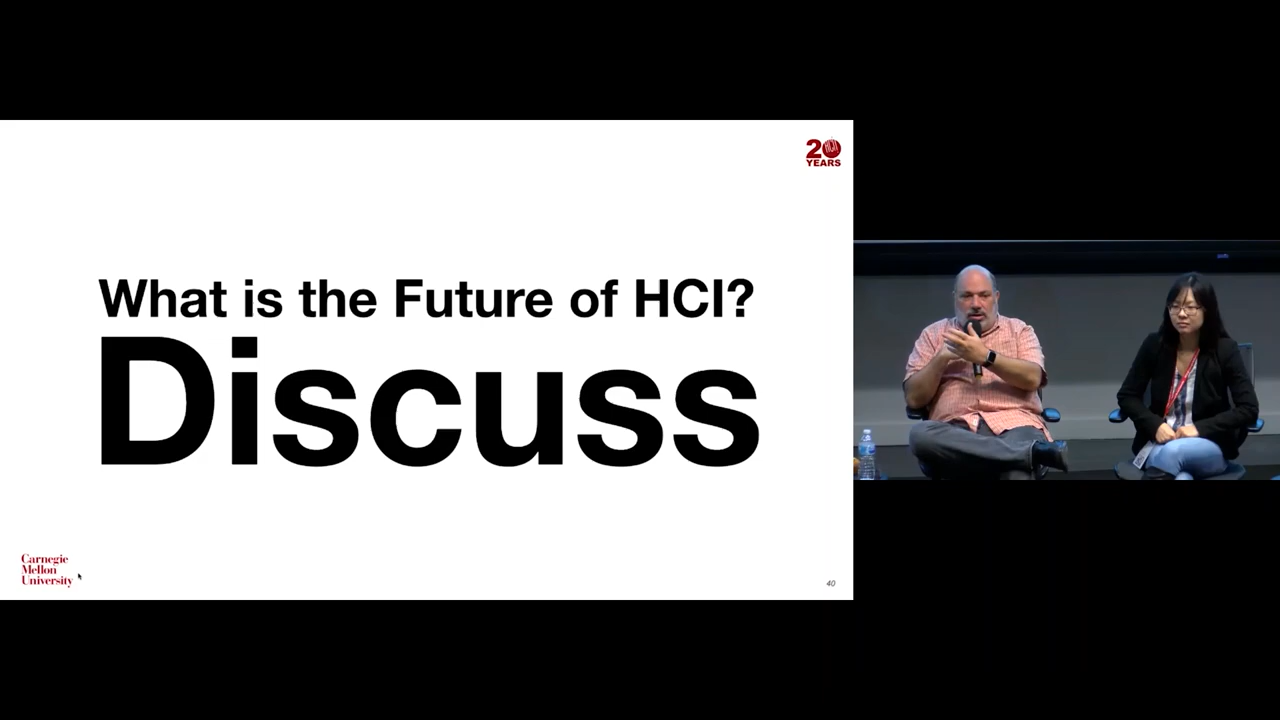 20
YEARS
What is the Future of HCI?
Discuss
Carnegie
Mellon
University
40